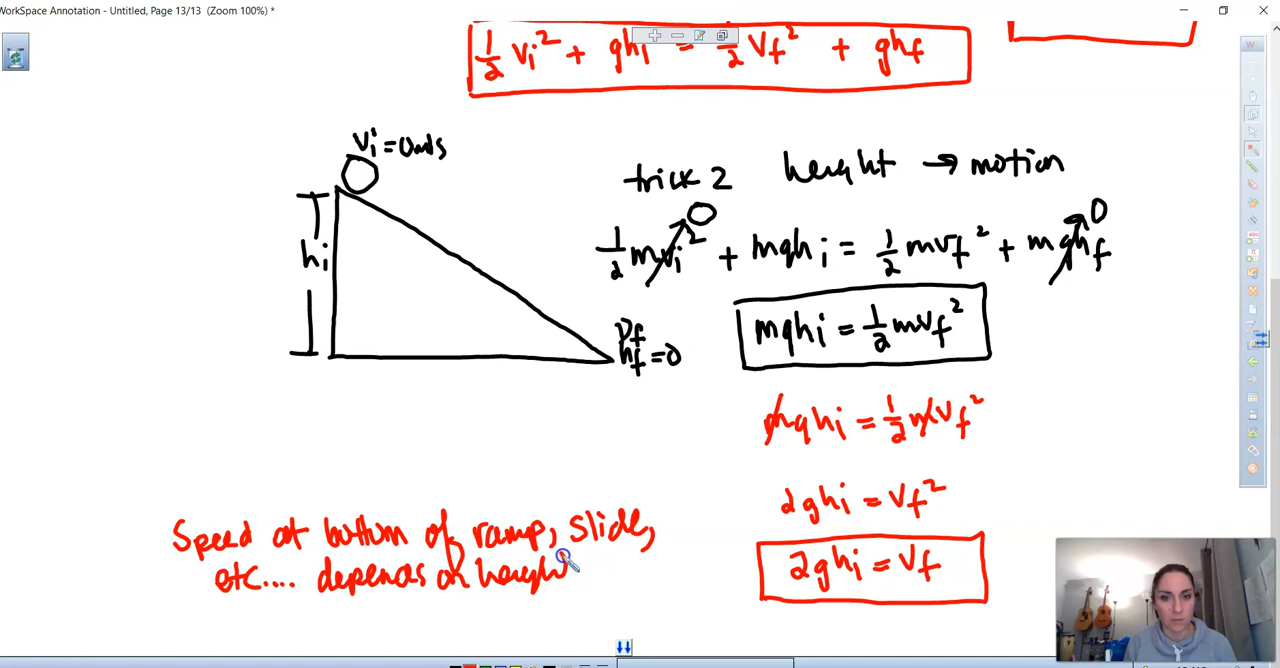 WorkSpace Annotation - Untitled, Page 13/13 (Zoom 100%) *
1/2 vi² + ghi = 1/2 vf² + ghf
vi = 0m/s
trick 2 height → motion
0 0
1/2 mvi² + mghi = 1/2 mvf² + mghf
hi
mghi = 1/2 mvf²
vf
hf = 0
mghi = 1/2 mvf²
2ghi = vf²
Speed at bottom of ramp, slide,
etc.... depends on height
2ghi = vf